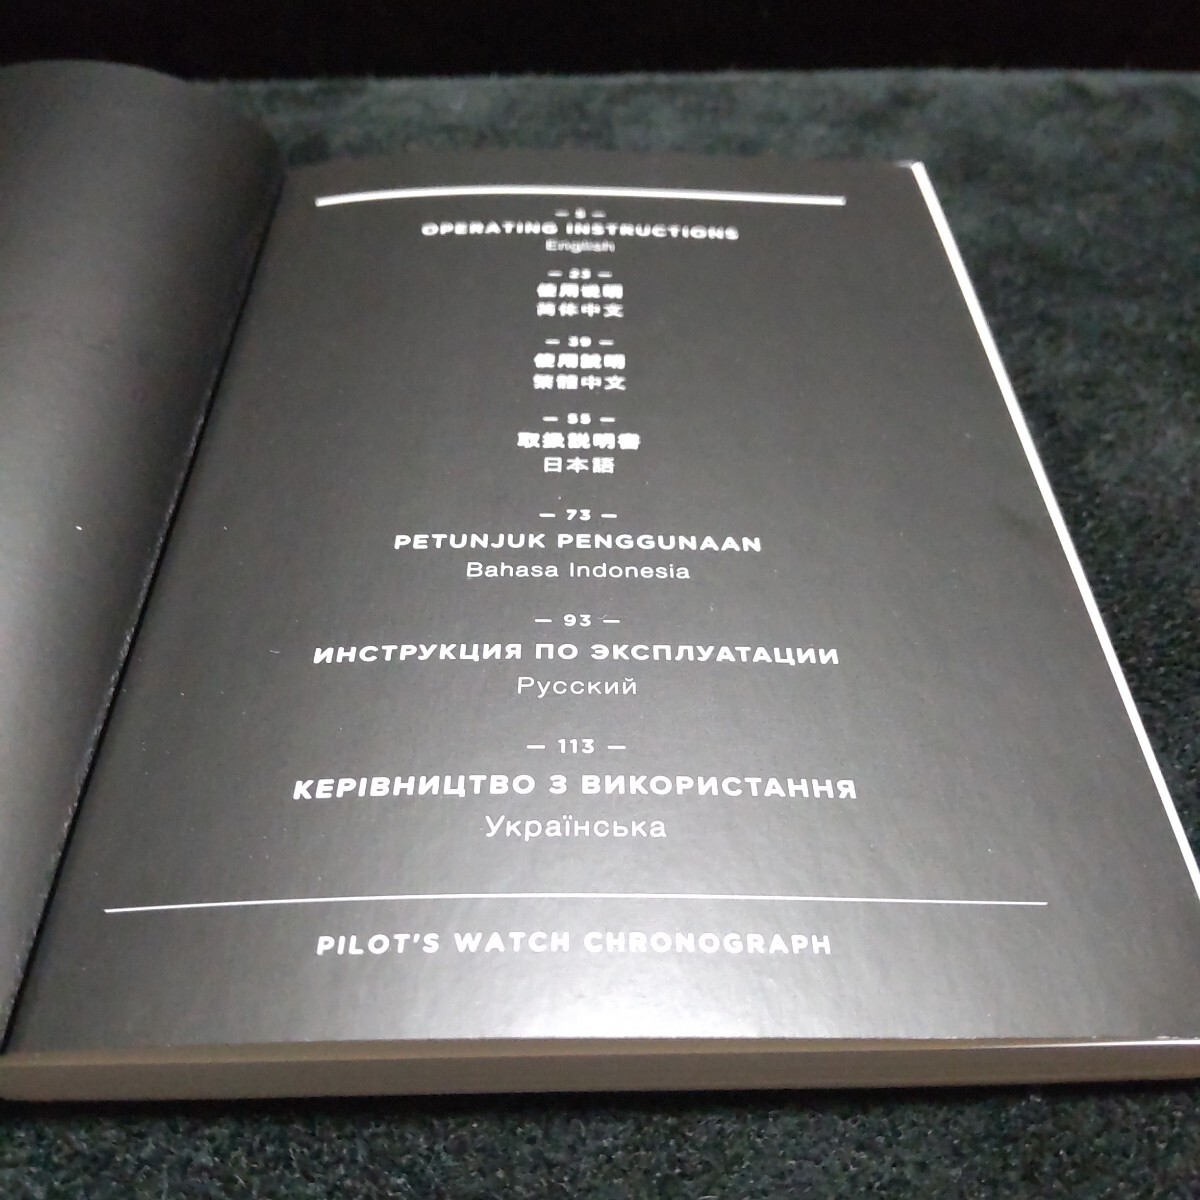 OPERATING INSTRUCTIONS
English
— 23 —
使用说明
简体中文
— 39 —
使用説明
繁體中文
— 55 —
取扱説明書
日本語
— 73 —
PETUNJUK PENGGUNAAN
Bahasa Indonesia
— 93 —
ИНСТРУКЦИЯ ПО ЭКСПЛУАТАЦИИ
Русский
— 113 —
КЕРІВНИЦТВО З ВИКОРИСТАННЯ
Українська
PILOT'S WATCH CHRONOGRAPH